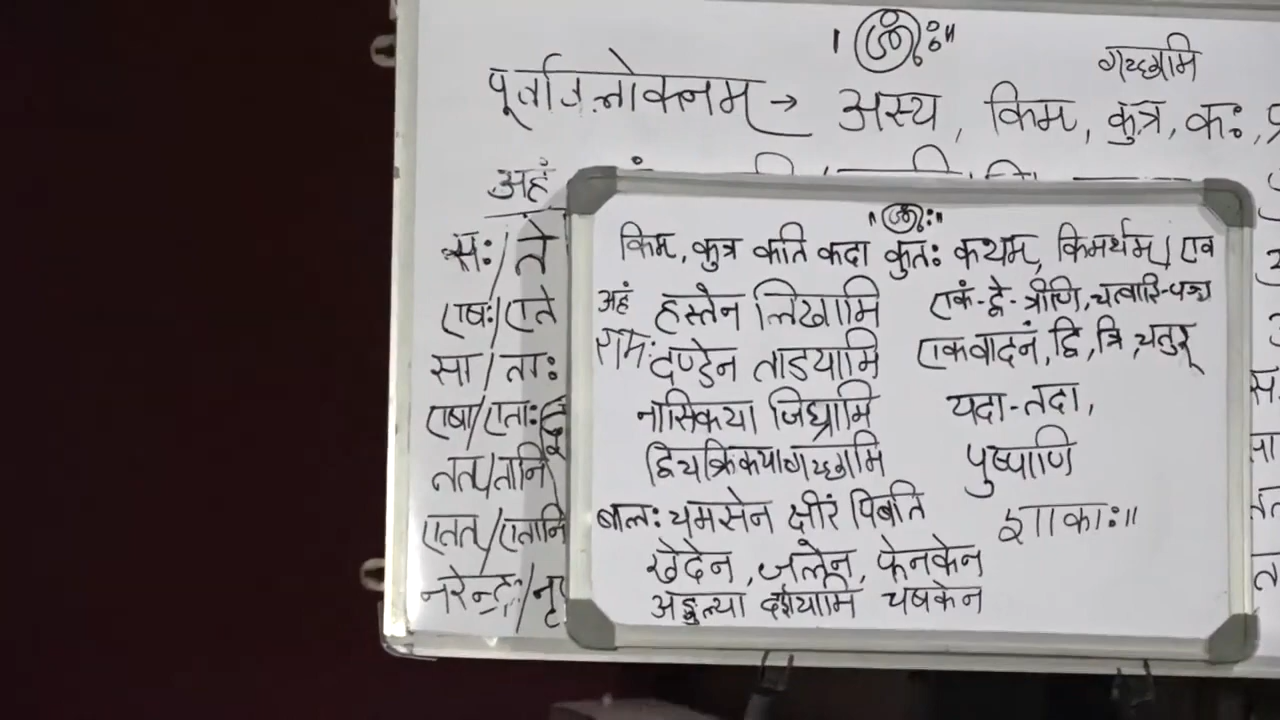 । ॐ ः॥
गच्छामि
पूर्वावलोकनम् → अस्य, किम, कुत्र, कः,
अहं
सः/ते
एषः/एते
सा/ताः
एषा/एताः
तत्/तानि
एतत्/एतानि
नरेन्द्रः/
॥ ॐ ः॥
किम, कुत्र कति कदा कुतः कथम, किमर्थम्। एवं
अहं हस्तेन लिखामि
रामः दण्डेन ताडयामि
नासिकया जिघ्रामि
द्विचक्रिकया गच्छामि
बालः चमसेन क्षीरं पिबति
जलेन, फेनकेन
अङ्गुल्या दर्शयामि चषकेन
एकं-द्वे-त्रीणि, चत्वारि-पञ्च
एकवादनं, द्वि, त्रि, चतुर्
यदा-तदा,
पुष्पाणि
शाकाः॥